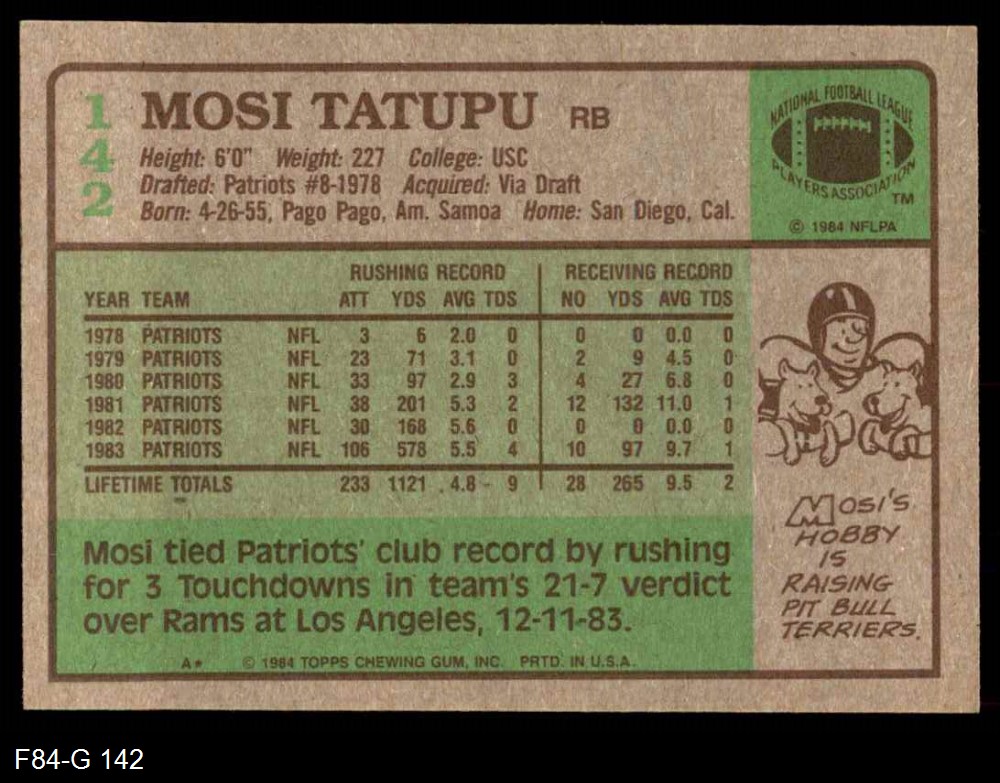 142
MOSI TATUPU RB
Height: 6'0" Weight: 227 College: USC
Drafted: Patriots #8-1978 Acquired: Via Draft
Born: 4-26-55, Pago Pago, Am. Samoa Home: San Diego, Cal.
NATIONAL FOOTBALL LEAGUE
PLAYERS ASSOCIATION
TM
© 1984 NFLPA
RUSHING RECORD RECEIVING RECORD
YEAR TEAM ATT YDS AVG TDS NO YDS AVG TDS
1978 PATRIOTS NFL 3 6 2.0 0 0 0 0.0 0
1979 PATRIOTS NFL 23 71 3.1 0 2 9 4.5 0
1980 PATRIOTS NFL 33 97 2.9 3 4 27 6.8 0
1981 PATRIOTS NFL 38 201 5.3 2 12 132 11.0 1
1982 PATRIOTS NFL 30 168 5.6 0 0 0 0.0 0
1983 PATRIOTS NFL 106 578 5.5 4 10 97 9.7 1
LIFETIME TOTALS 233 1121 4.8 9 28 265 9.5 2
Mosi tied Patriots' club record by rushing
for 3 Touchdowns in team's 21-7 verdict
over Rams at Los Angeles, 12-11-83.
A* © 1984 TOPPS CHEWING GUM, INC. PRTD. IN U.S.A.
MOSI'S
HOBBY
IS
RAISING
PIT BULL
TERRIERS.
F84-G 142